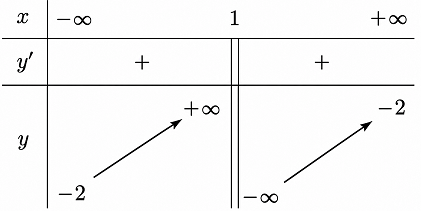 x −∞ 1 +∞
y′ + +
+∞ −2
y
−2 −∞